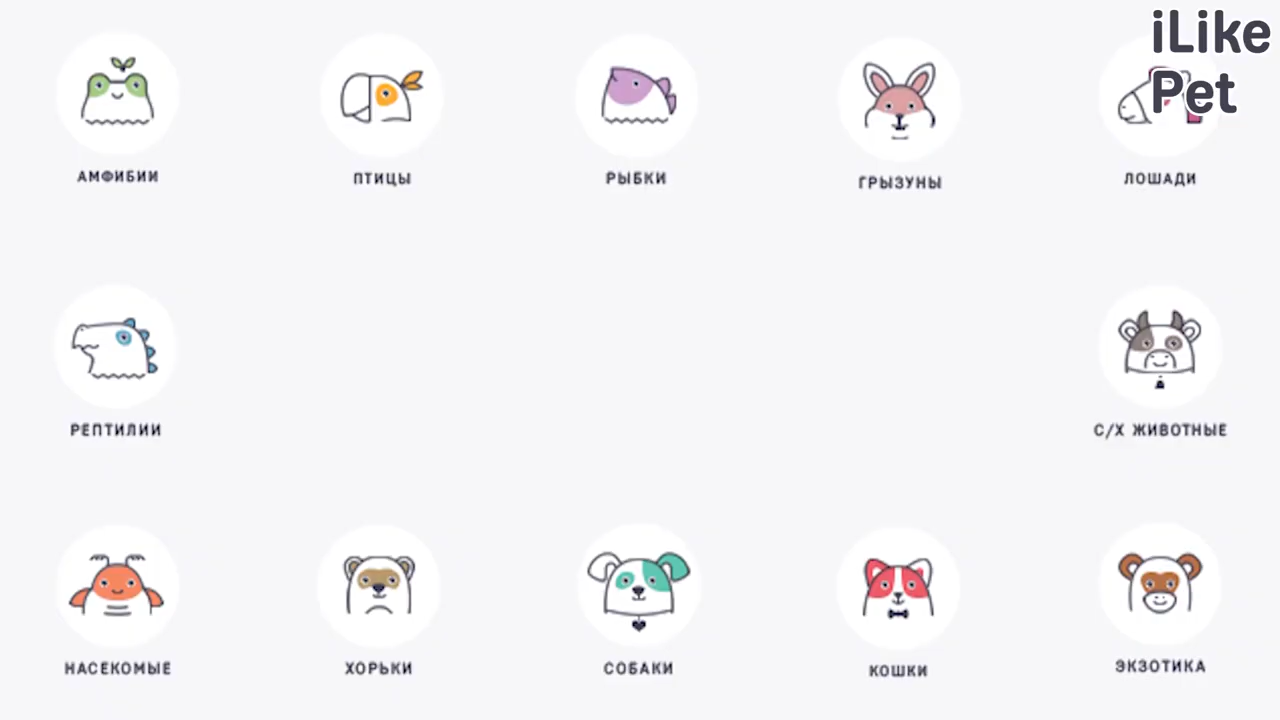 iLike
Pet
АМФИБИИ
ПТИЦЫ
РЫБКИ
ГРЫЗУНЫ
ЛОШАДИ
РЕПТИЛИИ
С/Х ЖИВОТНЫЕ
НАСЕКОМЫЕ
ХОРЬКИ
СОБАКИ
КОШКИ
ЭКЗОТИКА